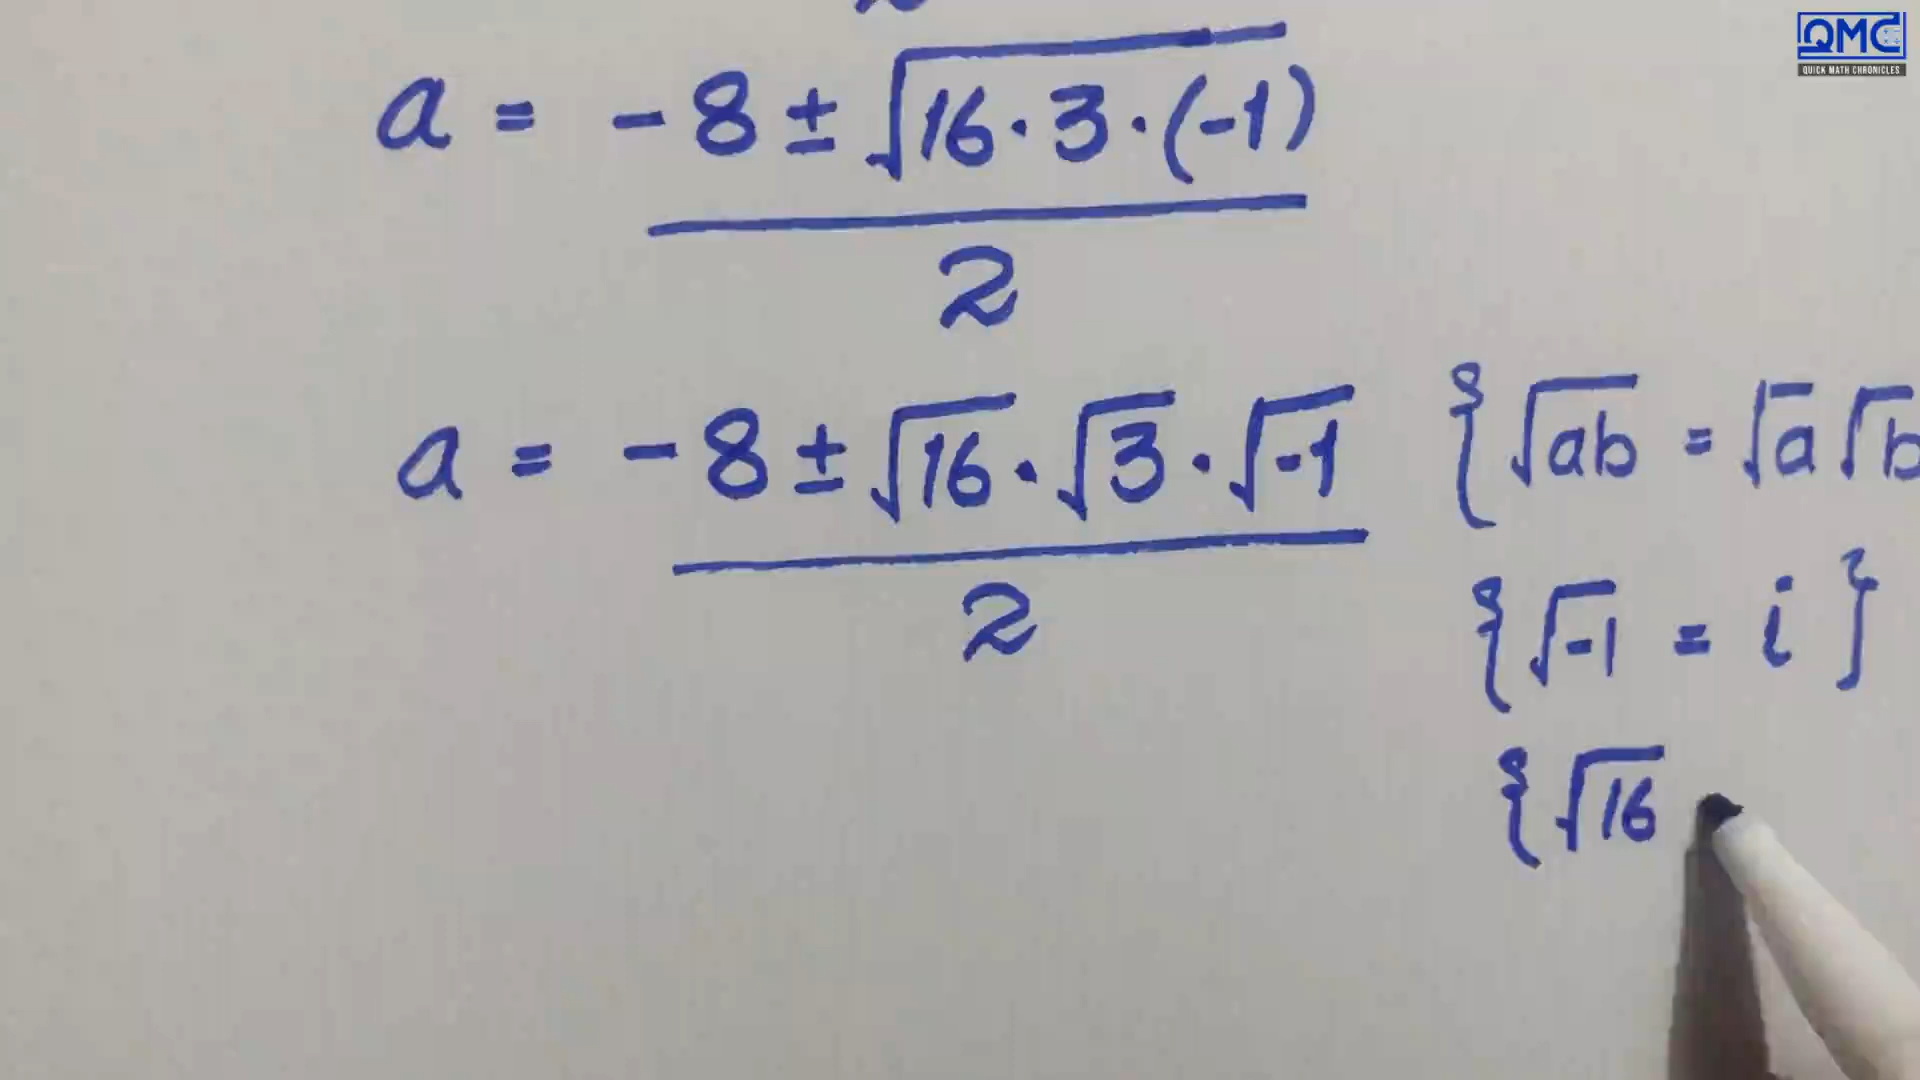 QMC
QUICK MATH CHRONICLES
a = -8 ± √16 · 3 · (-1)
2
a = -8 ± √16 · √3 · √-1
2
{√ab = √a √b
{√-1 = i}
{√16